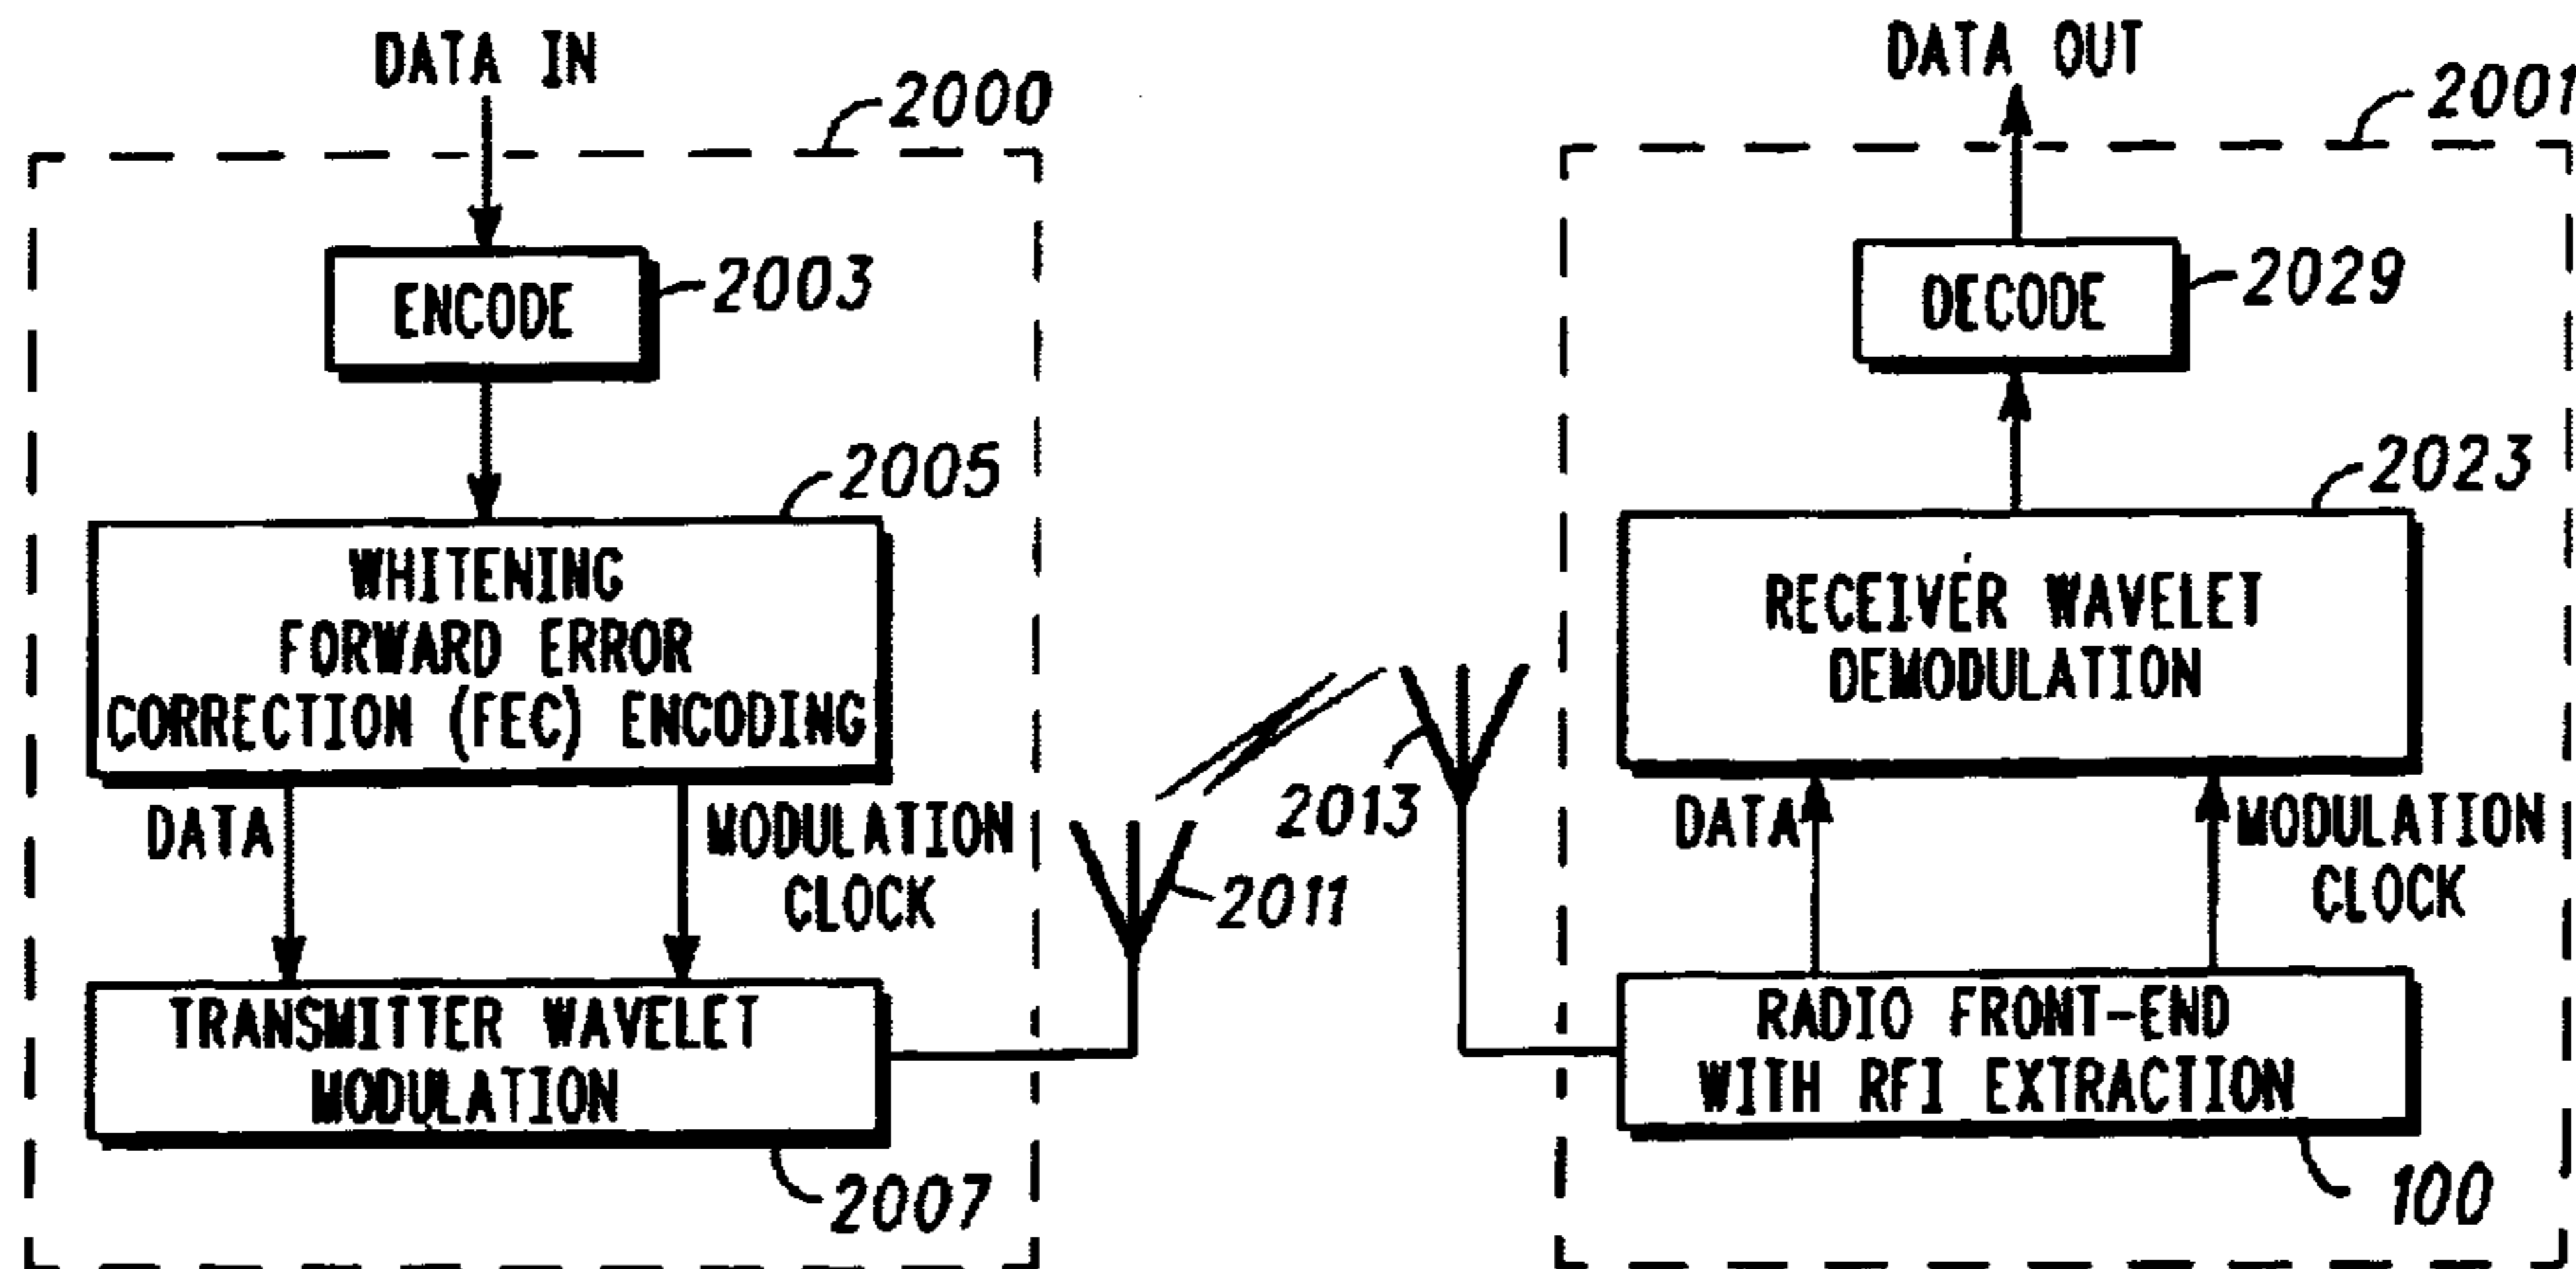 DATA IN
2000
ENCODE
2003
2005
WHITENING
FORWARD ERROR
CORRECTION (FEC) ENCODING
DATA
MODULATION
CLOCK
TRANSMITTER WAVELET
MODULATION
2007
2011
2013
DATA OUT
2001
DECODE
2029
2023
RECEIVER WAVELET
DEMODULATION
DATA
MODULATION
CLOCK
RADIO FRONT-END
WITH RFI EXTRACTION
100